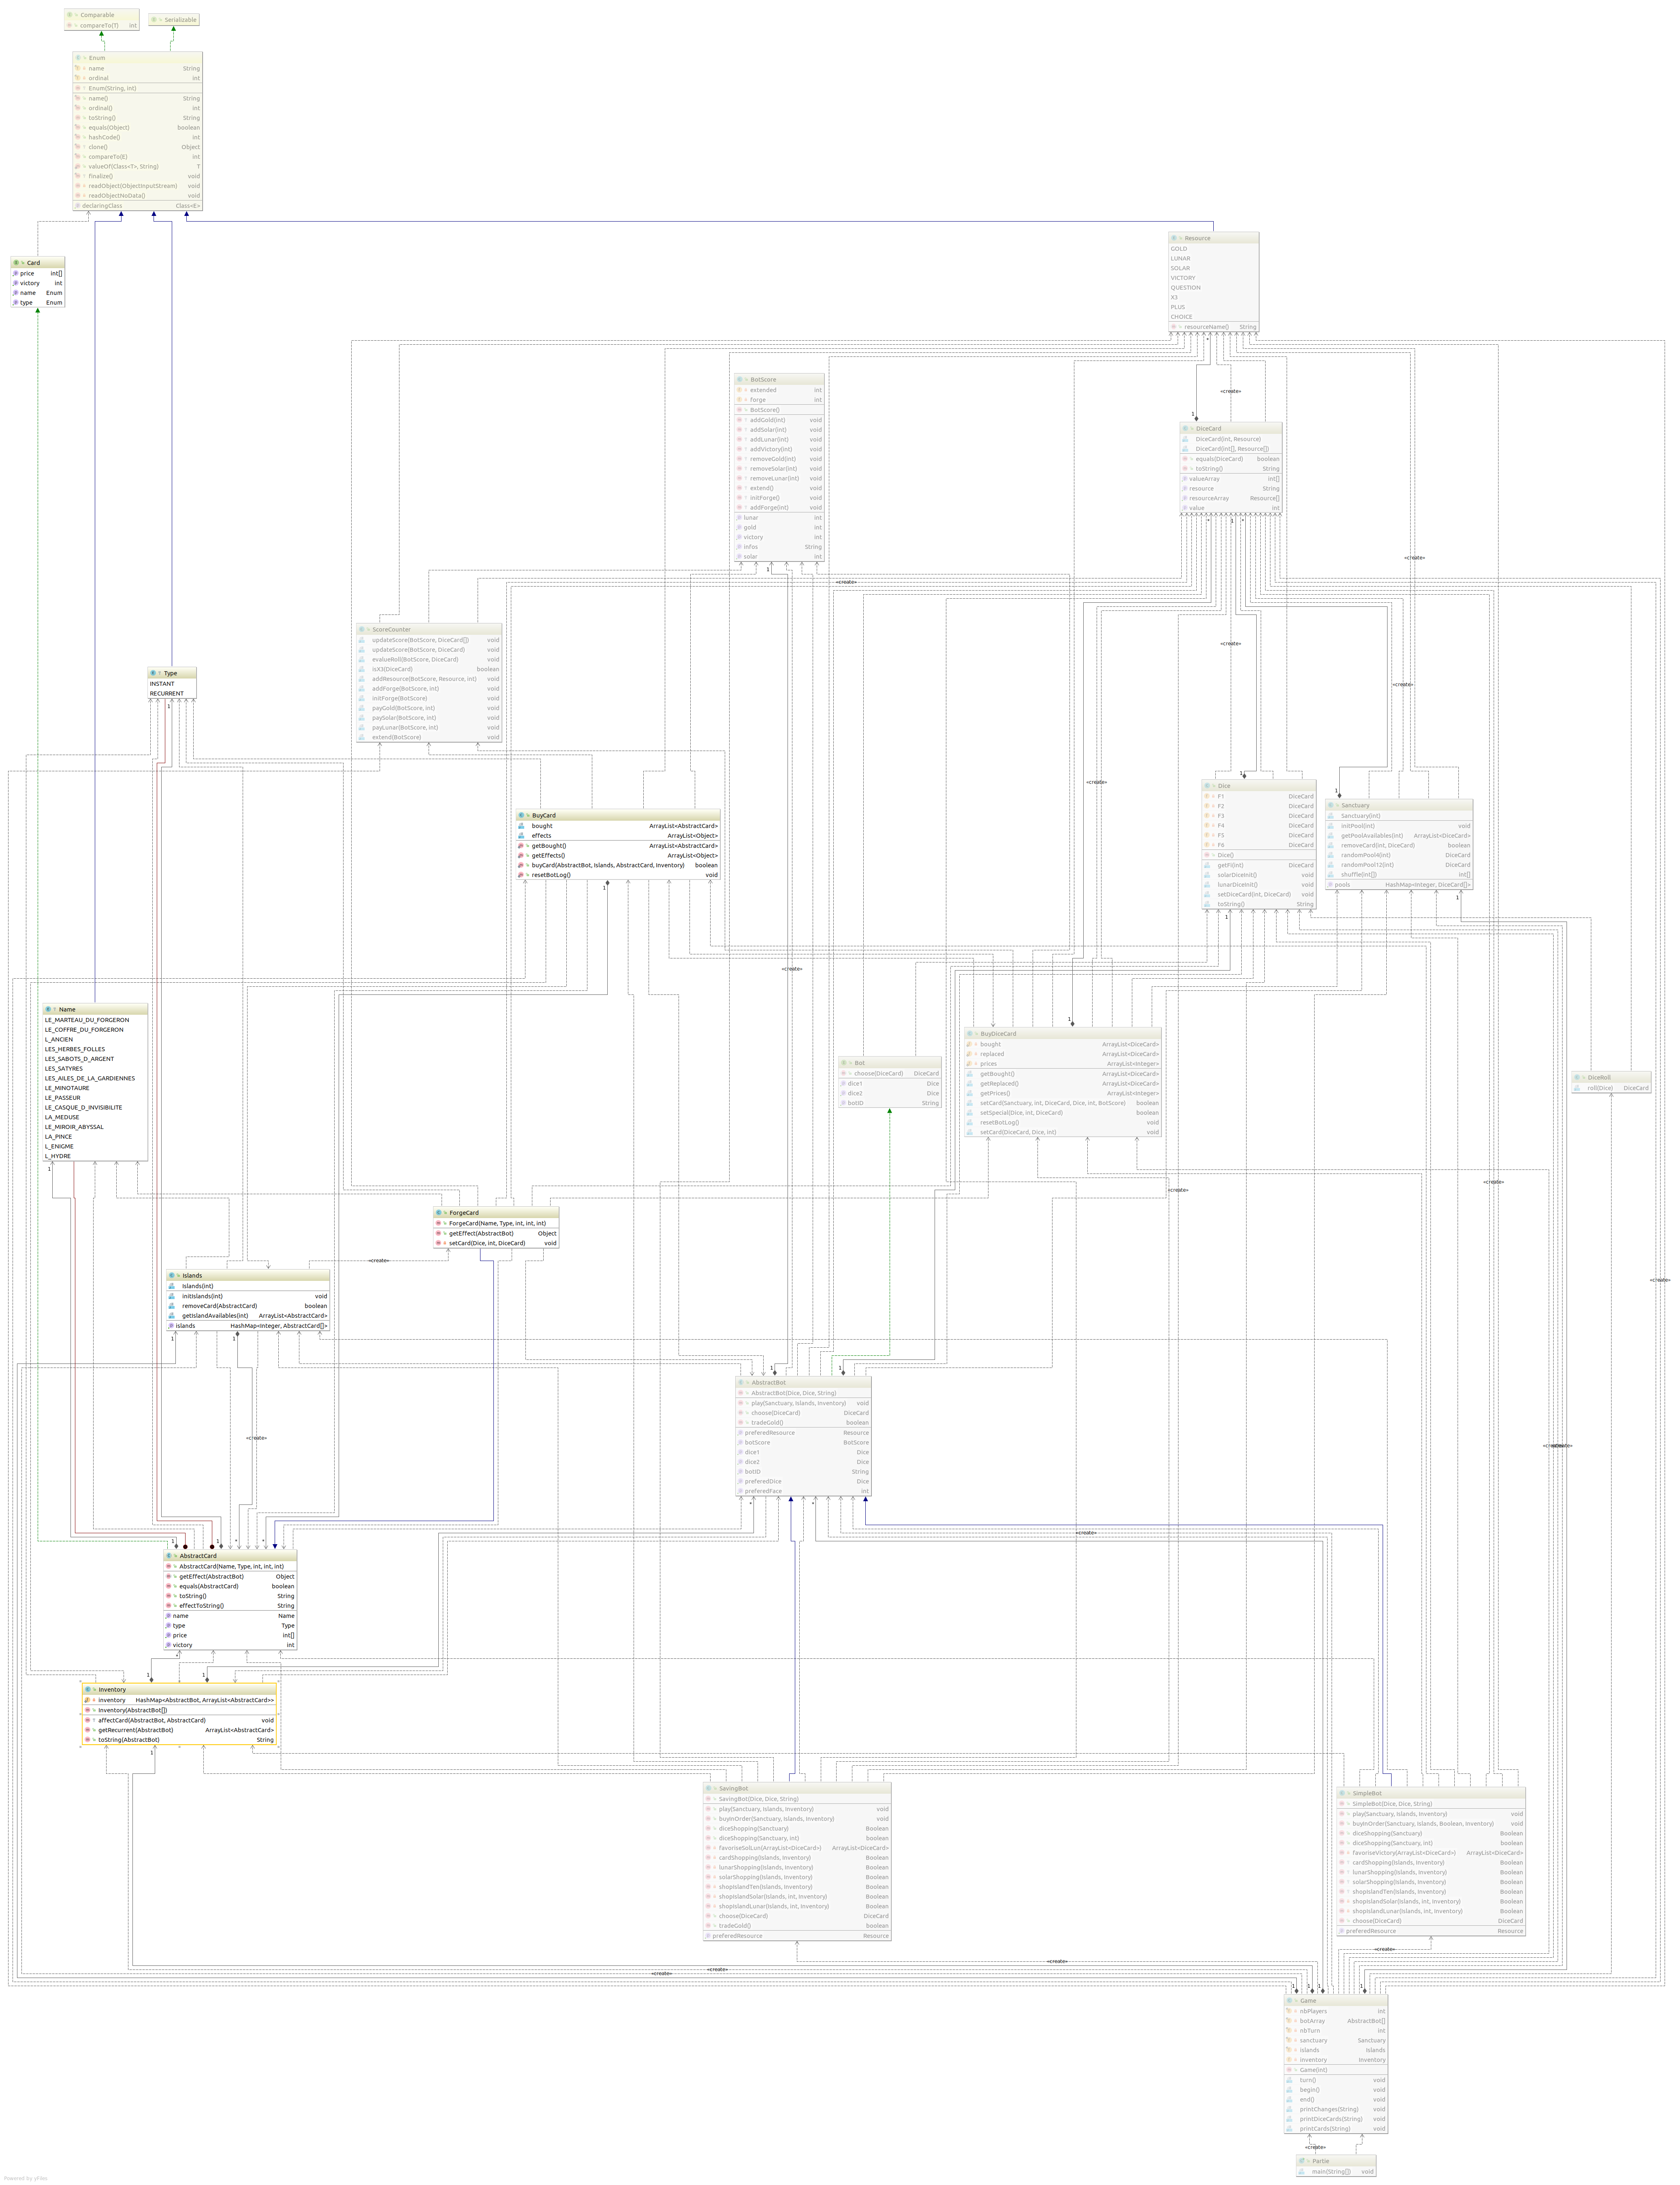 Comparable
compareTo(T) int
Serializable
Enum
name String
ordinal int
Enum(String, int)
name() String
ordinal() int
toString() String
equals(Object) boolean
hashCode() int
clone() Object
compareTo(E) int
valueOf(Class<T>, String) T
finalize() void
readObject(ObjectInputStream) void
readObjectNoData() void
declaringClass Class<E>
Card
price int[]
victory int
name Enum
type Enum
Resource
GOLD
LUNAR
SOLAR
VICTORY
QUESTION
X3
PLUS
CHOICE
resourceName() String
BotScore
extended int
forge int
BotScore()
addGold(int) void
addSolar(int) void
addLunar(int) void
addVictory(int) void
removeGold(int) void
removeSolar(int) void
removeLunar(int) void
extend() void
initForge() void
addForge(int) void
lunar int
gold int
victory int
infos String
solar int
«create»
DiceCard
DiceCard(int, Resource)
DiceCard(int[], Resource[])
equals(DiceCard) boolean
toString() String
valueArray int[]
resource String
resourceArray Resource[]
value int
«create»
«create»
ScoreCounter
updateScore(BotScore, DiceCard[]) void
updateScore(BotScore, DiceCard) void
evalueRoll(BotScore, DiceCard) void
isX3(DiceCard) boolean
addResource(BotScore, Resource, int) void
addForge(BotScore, int) void
initForge(BotScore) void
payGold(BotScore, int) void
paySolar(BotScore, int) void
payLunar(BotScore, int) void
extend(BotScore) void
«create»
Type
INSTANT
RECURRENT
«create»
«create»
Dice
F1 DiceCard
F2 DiceCard
F3 DiceCard
F4 DiceCard
F5 DiceCard
F6 DiceCard
Dice()
getFi(int) DiceCard
solarDiceInit() void
lunarDiceInit() void
setDiceCard(int, DiceCard) void
toString() String
Sanctuary
Sanctuary(int)
initPool(int) void
getPoolAvailables(int) ArrayList<DiceCard>
removeCard(int, DiceCard) boolean
randomPool4(int) DiceCard
randomPool12(int) DiceCard
shuffle(int[]) int[]
pools HashMap<Integer, DiceCard[]>
BuyCard
bought ArrayList<AbstractCard>
effects ArrayList<Object>
getBought() ArrayList<AbstractCard>
getEffects() ArrayList<Object>
buyCard(AbstractBot, Islands, AbstractCard, Inventory) boolean
resetBotLog() void
«create»
Name
LE_MARTEAU_DU_FORGERON
LE_COFFRE_DU_FORGERON
L_ANCIEN
LES_HERBES_FOLLES
LES_SABOTS_D_ARGENT
LES_SATYRES
LES_AILES_DE_LA_GARDIENNES
LE_MINOTAURE
LE_PASSEUR
LE_CASQUE_D_INVISIBILITE
LA_MEDUSE
LE_MIROIR_ABYSSAL
LA_PINCE
L_ENIGME
L_HYDRE
Bot
choose(DiceCard) DiceCard
dice1 Dice
dice2 Dice
botID String
BuyDiceCard
bought ArrayList<DiceCard>
replaced ArrayList<DiceCard>
prices ArrayList<Integer>
getBought() ArrayList<DiceCard>
getReplaced() ArrayList<DiceCard>
getPrices() ArrayList<Integer>
setCard(Sanctuary, int, DiceCard, Dice, int, BotScore) boolean
setSpecial(Dice, int, DiceCard) boolean
resetBotLog() void
setCard(DiceCard, Dice, int) void
DiceRoll
roll(Dice) DiceCard
«create»
«create»
ForgeCard
ForgeCard(Name, Type, int, int, int)
getEffect(AbstractBot) Object
setCard(Dice, int, DiceCard) void
«create»
Islands
Islands(int)
initIslands(int) void
removeCard(AbstractCard) boolean
getIslandAvailables(int) ArrayList<AbstractCard>
islands HashMap<Integer, AbstractCard[]>
«create»
AbstractBot
AbstractBot(Dice, Dice, String)
play(Sanctuary, Islands, Inventory) void
choose(DiceCard) DiceCard
tradeGold() boolean
preferedResource Resource
botScore BotScore
dice1 Dice
dice2 Dice
botID String
preferedDice Dice
preferedFace int
«create»
«create»
AbstractCard
AbstractCard(Name, Type, int, int, int)
getEffect(AbstractBot) Object
equals(AbstractCard) boolean
toString() String
effectToString() String
name Name
type Type
price int[]
victory int
Inventory
inventory HashMap<AbstractBot, ArrayList<AbstractCard>>
Inventory(AbstractBot[])
affectCard(AbstractBot, AbstractCard) void
getRecurrent(AbstractBot) ArrayList<AbstractCard>
toString(AbstractBot) String
SavingBot
SavingBot(Dice, Dice, String)
play(Sanctuary, Islands, Inventory) void
buyInOrder(Sanctuary, Islands, Inventory) void
diceShopping(Sanctuary) Boolean
diceShopping(Sanctuary, int) boolean
favoriseSolLun(ArrayList<DiceCard>) ArrayList<DiceCard>
cardShopping(Islands, Inventory) Boolean
lunarShopping(Islands, Inventory) Boolean
solarShopping(Islands, Inventory) Boolean
shopIslandTen(Islands, Inventory) Boolean
shopIslandSolar(Islands, int, Inventory) Boolean
shopIslandLunar(Islands, int, Inventory) Boolean
choose(DiceCard) DiceCard
tradeGold() boolean
preferedResource Resource
SimpleBot
SimpleBot(Dice, Dice, String)
play(Sanctuary, Islands, Inventory) void
buyInOrder(Sanctuary, Islands, Boolean, Inventory) void
diceShopping(Sanctuary) Boolean
diceShopping(Sanctuary, int) boolean
favoriseVictory(ArrayList<DiceCard>) ArrayList<DiceCard>
cardShopping(Islands, Inventory) Boolean
lunarShopping(Islands, Inventory) Boolean
solarShopping(Islands, Inventory) Boolean
shopIslandTen(Islands, Inventory) Boolean
shopIslandSolar(Islands, int, Inventory) Boolean
shopIslandLunar(Islands, int, Inventory) Boolean
choose(DiceCard) DiceCard
preferedResource Resource
«create»
«create»
«create»
«create»
Game
nbPlayers int
botArray AbstractBot[]
nbTurn int
sanctuary Sanctuary
islands Islands
inventory Inventory
Game(int)
turn() void
begin() void
end() void
printChanges(String) void
printDiceCards(String) void
printCards(String) void
«create»
Partie
main(String[]) void
Powered by yFiles